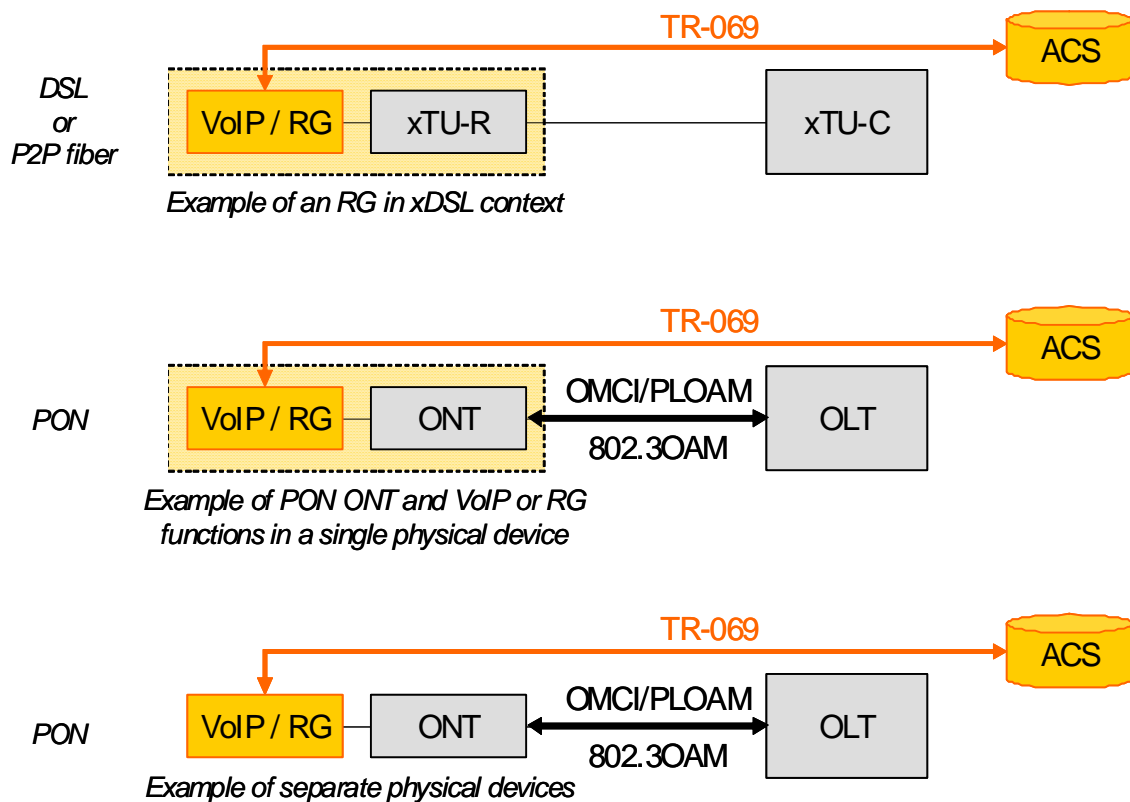 TR-069
ACS
DSL
or
P2P fiber
VoIP / RG
xTU-R
xTU-C
Example of an RG in xDSL context
TR-069
ACS
PON
VoIP / RG
ONT
OMCI/PLOAM
802.3OAM
OLT
Example of PON ONT and VoIP or RG
functions in a single physical device
TR-069
ACS
PON
VoIP / RG
ONT
OMCI/PLOAM
802.3OAM
OLT
Example of separate physical devices